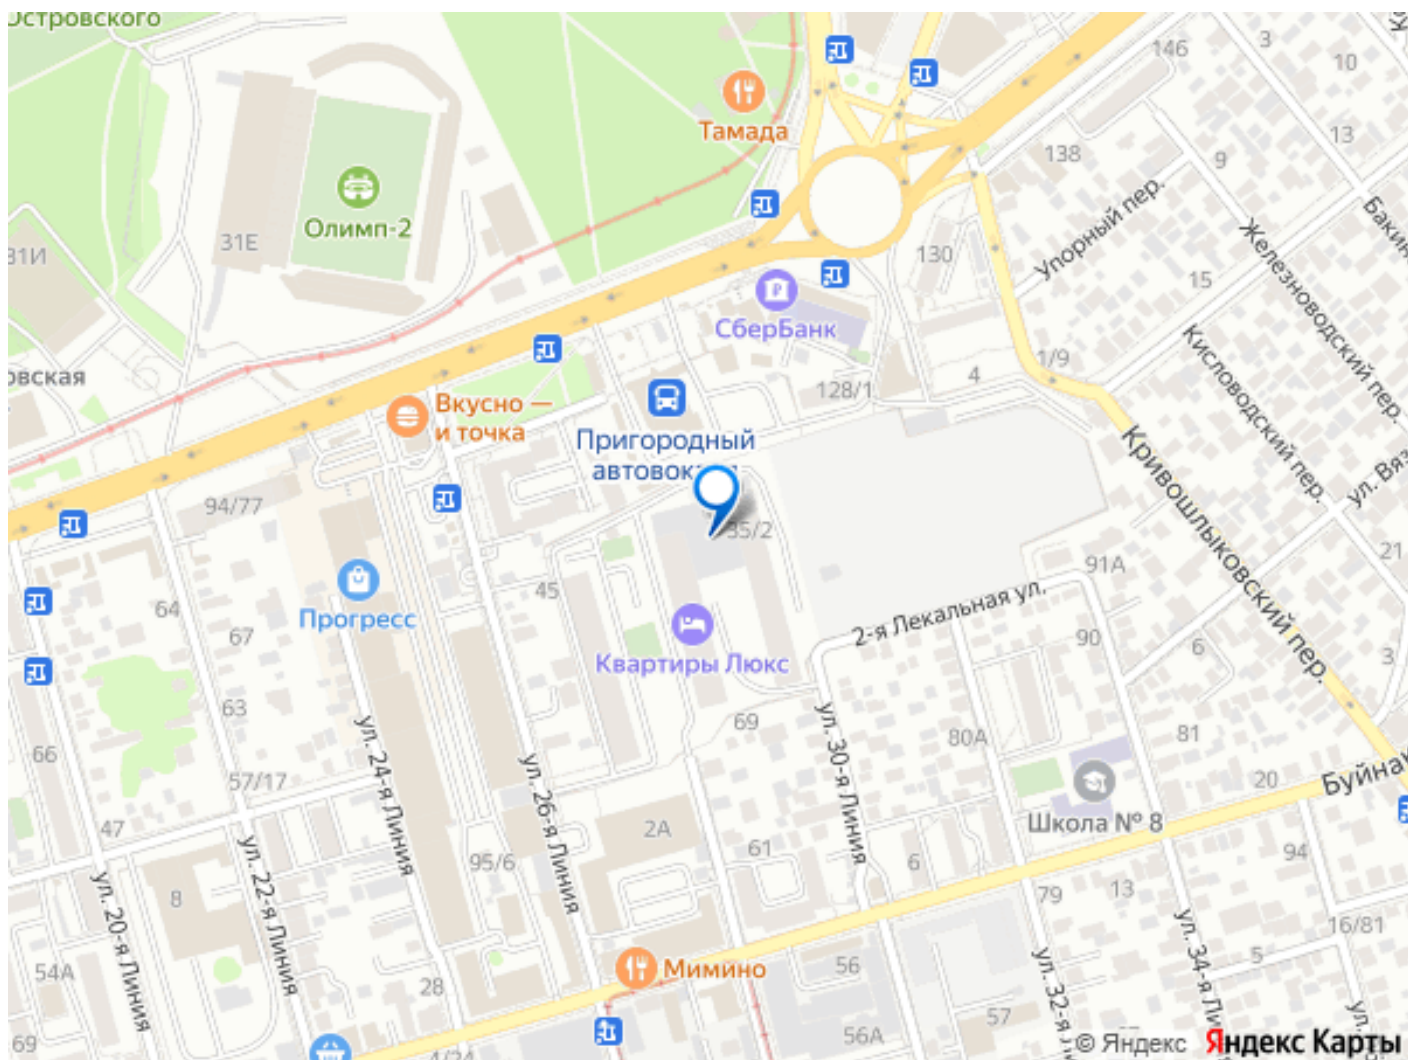 Островского
Тамада
Олимп-2
31Е
31И
146
3
10
13
138
9
Упорный пер.
130
15
Железноводский пер.
СберБанк
Кисловодский пер.
1/9
4
128/1
Вкусно —
и точка
Пригородный
94/77
35/2
Кривошлыковский пер.
21
91А
45
64
67
Прогресс
2-я Лекальная ул.
90
6
3
Квартиры Люкс
63
69
66
80А
81
57/17
ул. 24-я Линия
ул. 26-я Линия
ул. 30-я Линия
20
47
2А
61
Школа № 8
95/6
6
94
8
79
13
ул. 20-я Линия
ул. 22-я Линия
16/81
54А
28
Мимино
56
5
ул. 32-я
ул. 34-я
57
56А
69
4/24
ул.
© Яндекс
Яндекс Карты